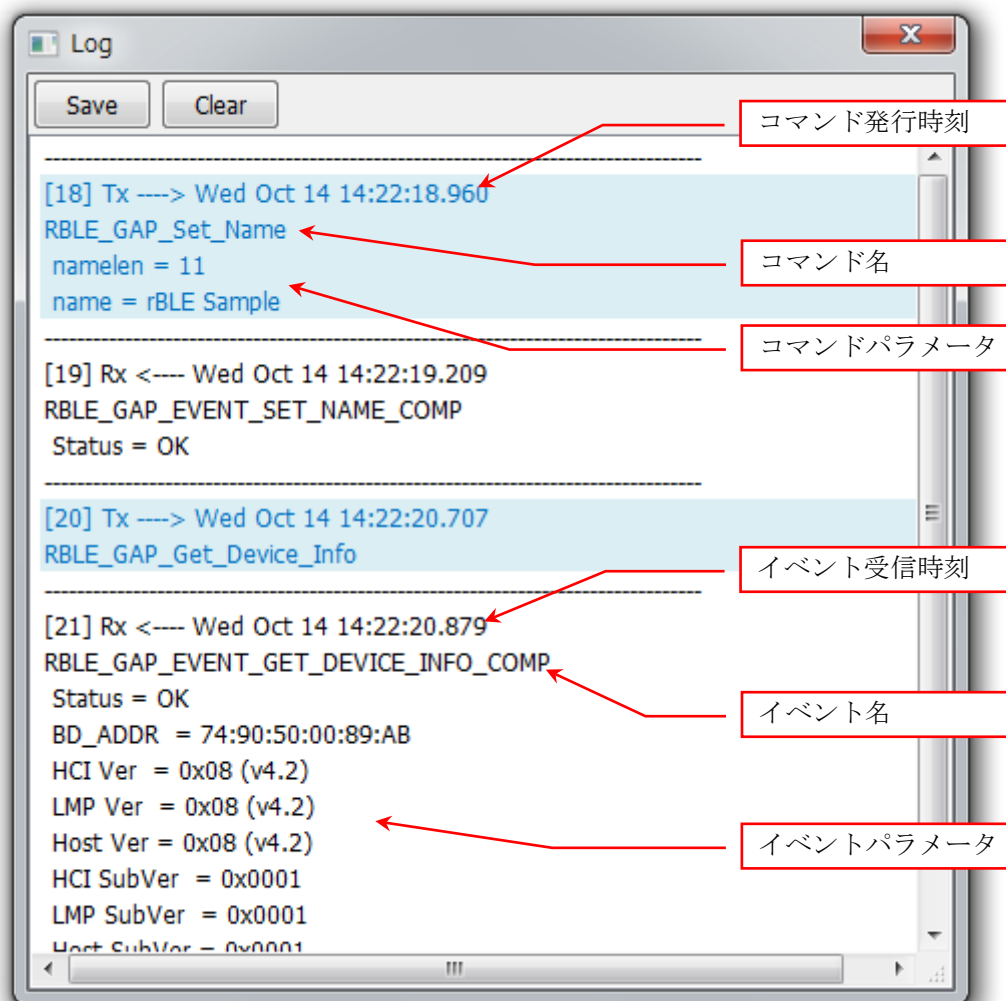 Log
Save Clear
コマンド発行時刻
--------------------------------------------------------------------------------
[18] Tx ----> Wed Oct 14 14:22:18.960
RBLE_GAP_Set_Name
コマンド名
namelen = 11
name = rBLE Sample
コマンドパラメータ
--------------------------------------------------------------------------------
[19] Rx <---- Wed Oct 14 14:22:19.209
RBLE_GAP_EVENT_SET_NAME_COMP
Status = OK
--------------------------------------------------------------------------------
[20] Tx ----> Wed Oct 14 14:22:20.707
RBLE_GAP_Get_Device_Info
イベント受信時刻
--------------------------------------------------------------------------------
[21] Rx <---- Wed Oct 14 14:22:20.879
RBLE_GAP_EVENT_GET_DEVICE_INFO_COMP
Status = OK
イベント名
BD_ADDR = 74:90:50:00:89:AB
HCI Ver = 0x08 (v4.2)
LMP Ver = 0x08 (v4.2)
Host Ver = 0x08 (v4.2)
イベントパラメータ
HCI SubVer = 0x0001
LMP SubVer = 0x0001
Host SubVer = 0x0001